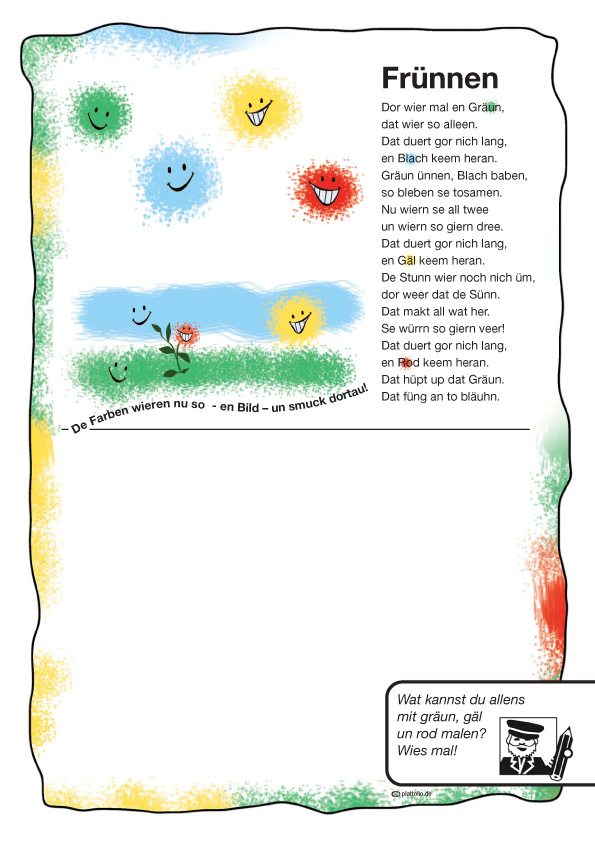 Frünnen
Dor wier mal en Gräun,
dat wier so alleen.
Dat duert gor nich lang,
en Blach keem heran.
Gräun ünnen, Blach baben,
so bleben se tosamen.
Nu wiern se all twee
un wiern so giern dree.
Dat duert gor nich lang,
en Gäl keem heran.
De Stunn wier noch nich üm,
dor weer dat de Sünn.
Dat makt all wat her.
Se würrn so giern veer!
Dat duert gor nich lang,
en Rod keem heran.
Dat hüpt up dat Gräun.
Dat füng an to bläuhn.
– De Farben wieren nu so - en Bild – un smuck dortau!
Wat kannst du allens
mit gräun, gäl
un rod malen?
Wies mal!
cc plattolio.de